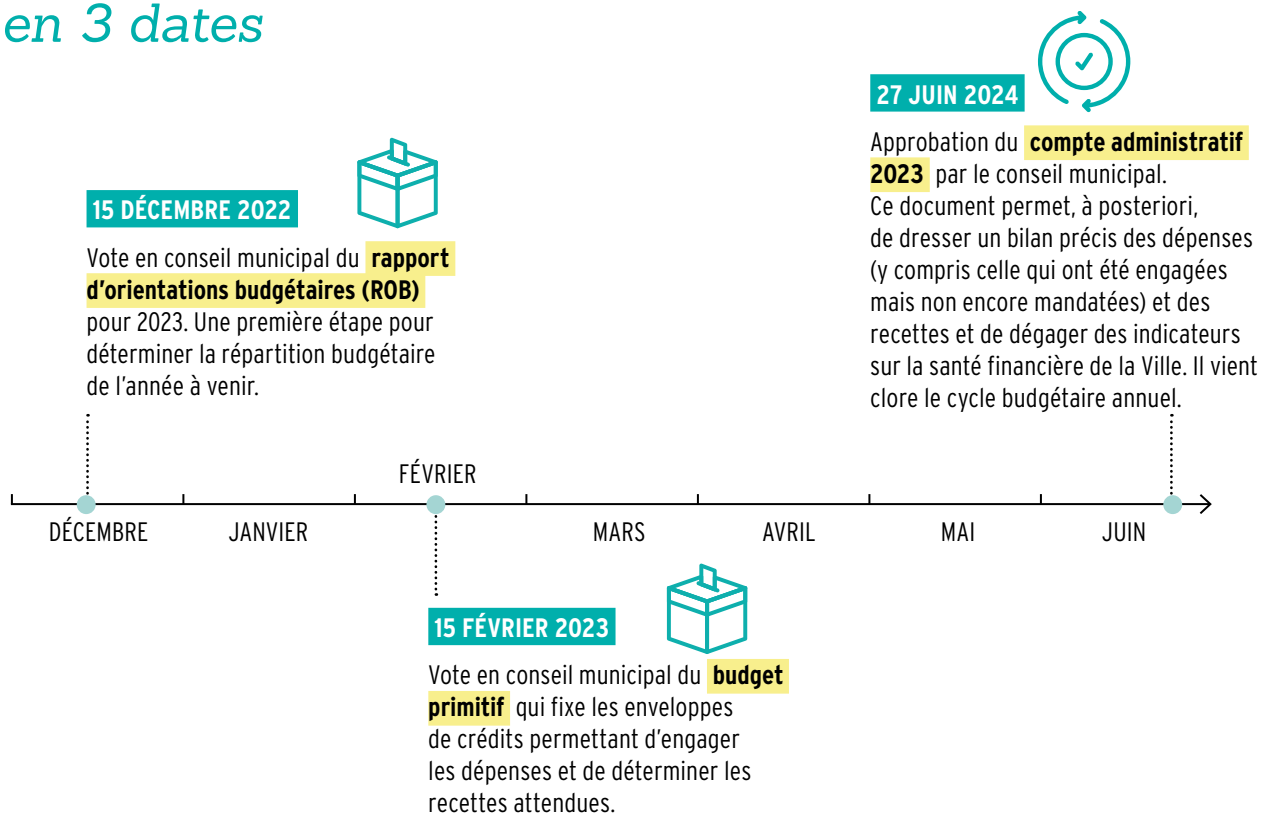 en 3 dates
15 DÉCEMBRE 2022
Vote en conseil municipal du rapport
d’orientations budgétaires (ROB)
pour 2023. Une première étape pour
déterminer la répartition budgétaire
de l’année à venir.
27 JUIN 2024
Approbation du compte administratif
2023 par le conseil municipal.
Ce document permet, à posteriori,
de dresser un bilan précis des dépenses
(y compris celle qui ont été engagées
mais non encore mandatées) et des
recettes et de dégager des indicateurs
sur la santé financière de la Ville. Il vient
clore le cycle budgétaire annuel.
DÉCEMBRE
JANVIER
FÉVRIER
MARS
AVRIL
MAI
JUIN
15 FÉVRIER 2023
Vote en conseil municipal du budget
primitif qui fixe les enveloppes
de crédits permettant d’engager
les dépenses et de déterminer les
recettes attendues.